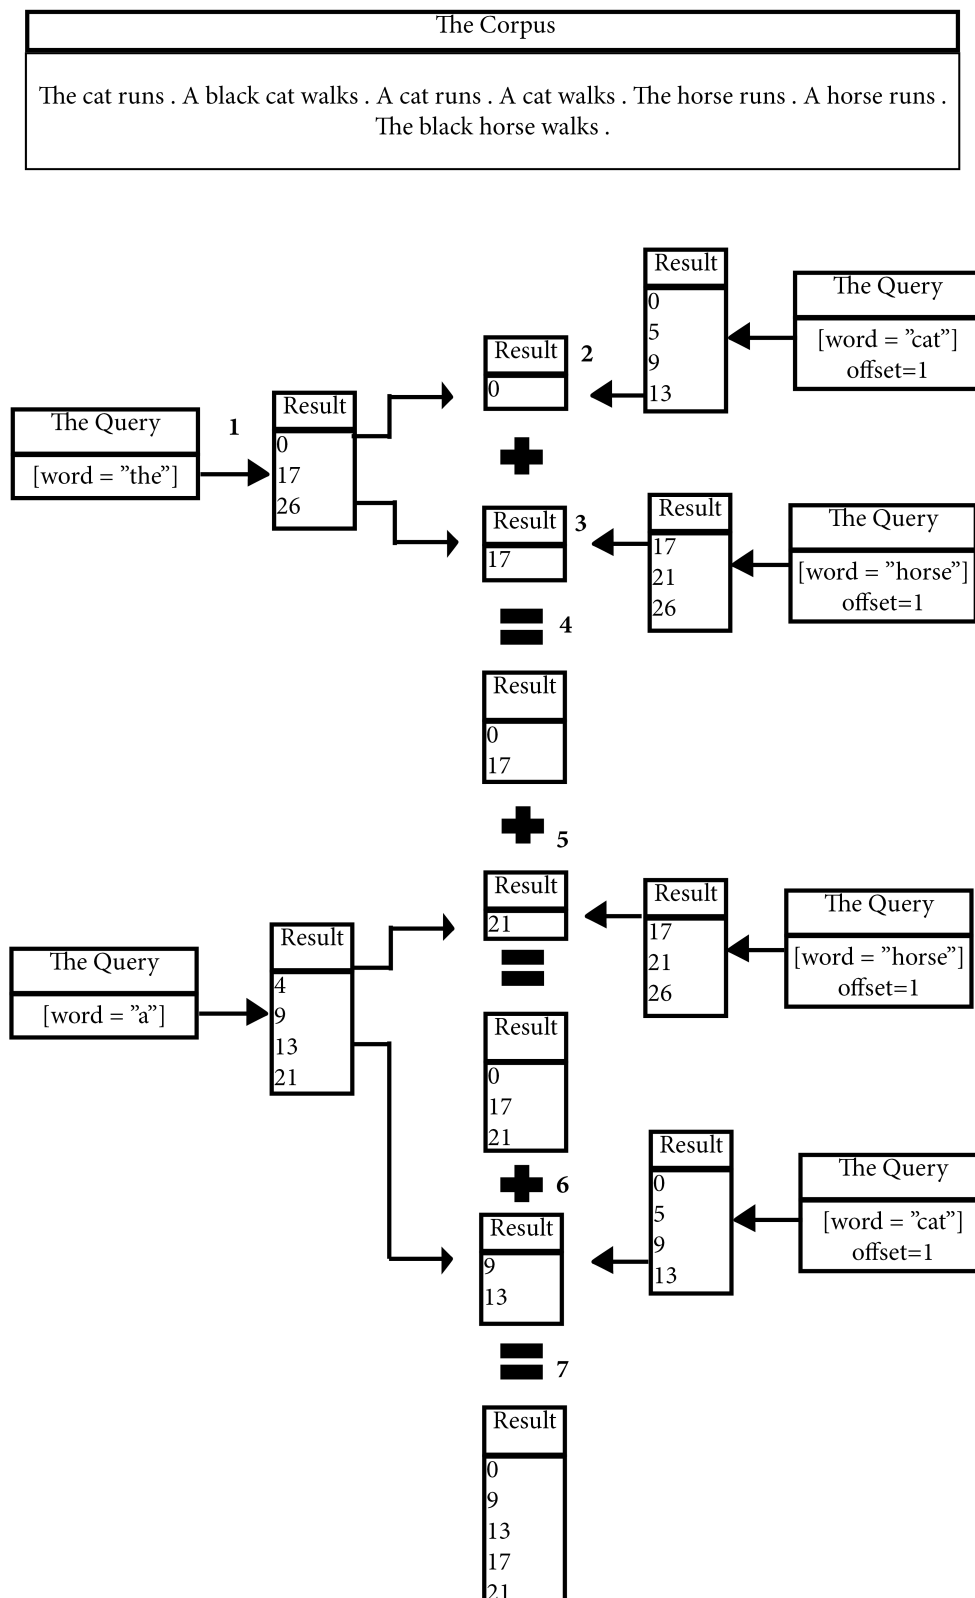 The Corpus
The cat runs . A black cat walks . A cat runs . A cat walks . The horse runs . A horse runs .
The black horse walks .
The Query
[word = ”the”]
1
Result
0
17
26
Result
0
2
Result
0
5
9
13
The Query
[word = ”cat”]
offset=1
Result
17
3
Result
17
21
26
The Query
[word = ”horse”]
offset=1
4
Result
0
17
5
The Query
[word = ”a”]
Result
4
9
13
21
Result
21
Result
17
21
26
The Query
[word = ”horse”]
offset=1
Result
0
17
21
6
Result
9
13
Result
0
5
9
13
The Query
[word = ”cat”]
offset=1
7
Result
0
9
13
17
21